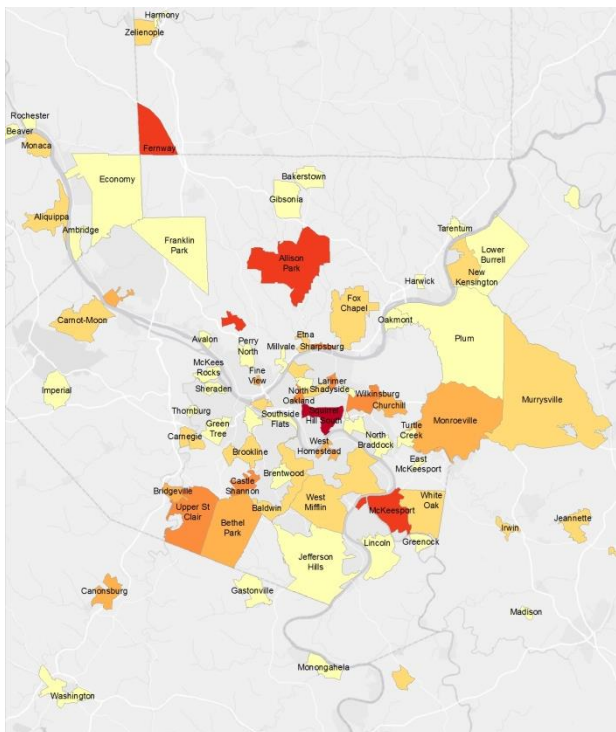 Harmony
Zelienople
Rochester
Beaver
Monaca
Fernway
Economy
Bakerstown
Gibsonia
Aliquippa
Ambridge
Franklin
Park
Tarentum
Lower
Burrell
Allison
Park
New
Kensington
Harwick
Fox
Chapel
Carnot-Moon
Oakmont
Etna
Sharpsburg
Avalon
Perry
North
Millvale
Plum
McKees
Rocks
Fine
View
Larimer
Shadyside
Imperial
Sheraden
North
Oakland
Wilkinsburg
Churchill
Murrysville
Thornburg
Green
Tree
Southside
Flats
Hill South
Monroeville
Carnegie
West
Homestead
North
Braddock
Turtle
Creek
Brookline
East
McKeesport
Brentwood
Castle
Shannon
Bridgeville
Upper St
Clair
Baldwin
West
Mifflin
White
Oak
McKeesport
Bethel
Park
Irwin
Jeannette
Lincoln
Greenock
Jefferson
Hills
Canonsburg
Gastonville
Madison
Monongahela
Washington